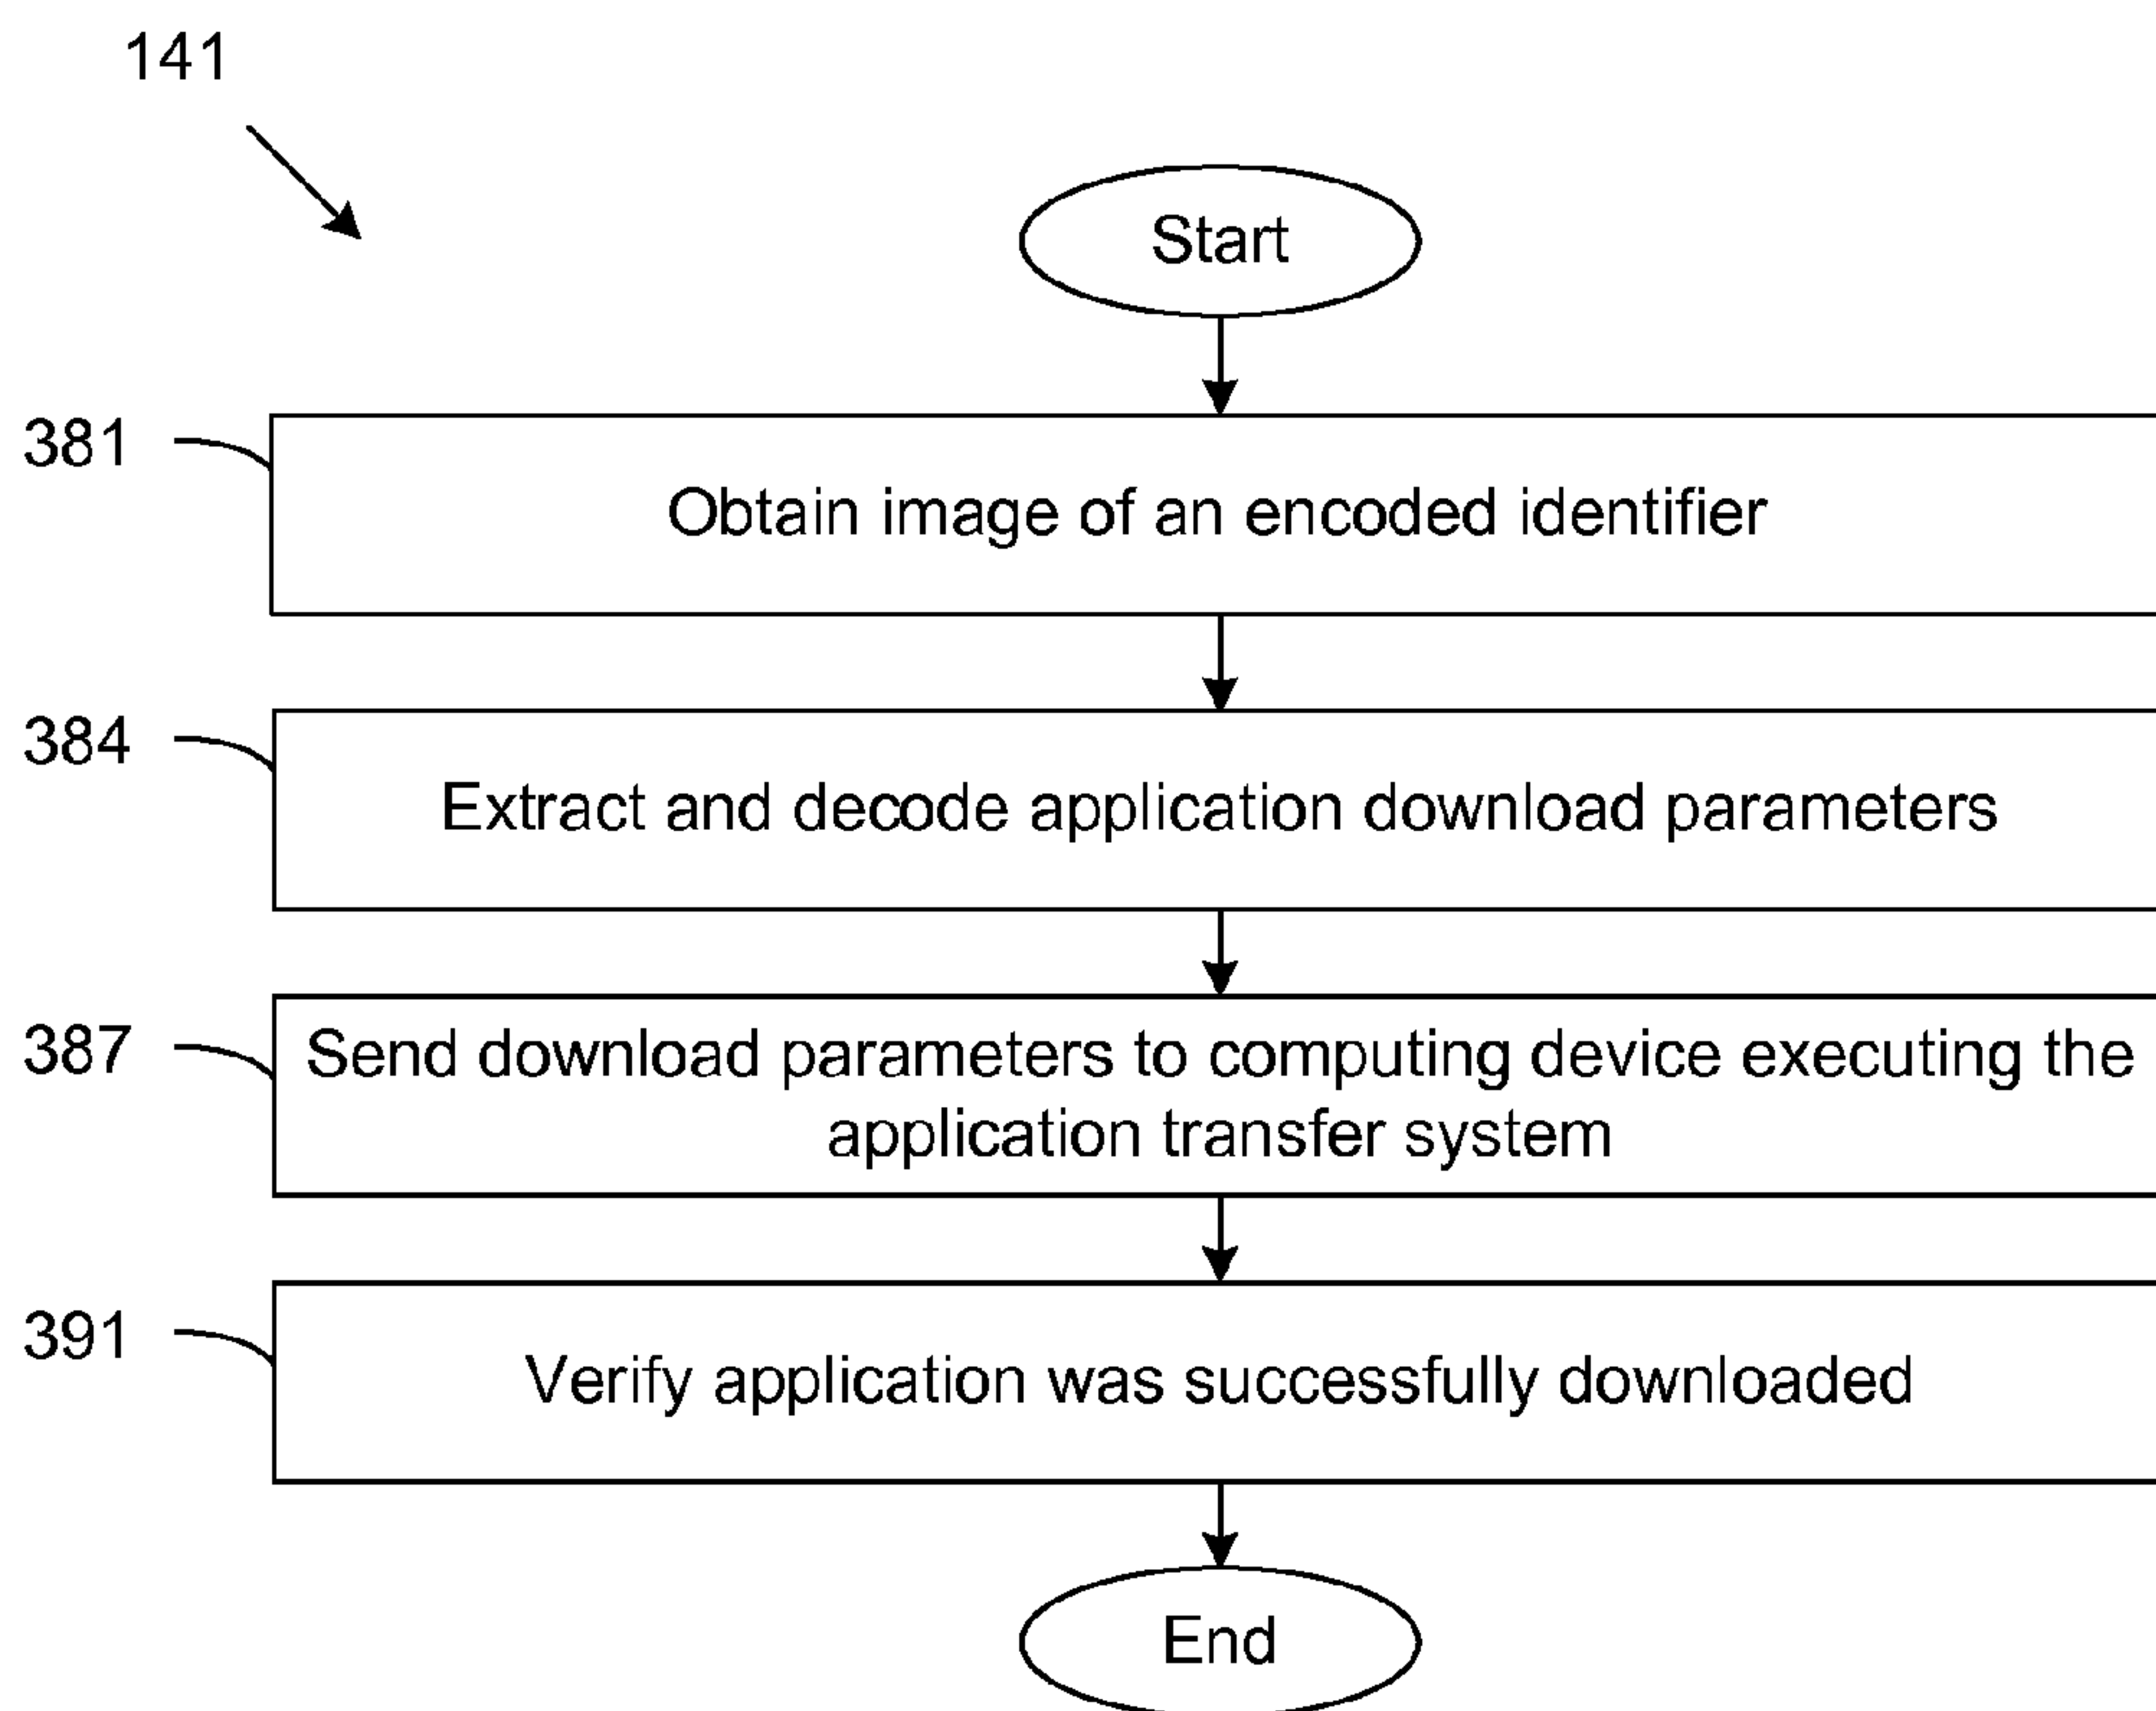 141
Start
381
Obtain image of an encoded identifier
384
Extract and decode application download parameters
387
Send download parameters to computing device executing the
application transfer system
391
Verify application was successfully downloaded
End